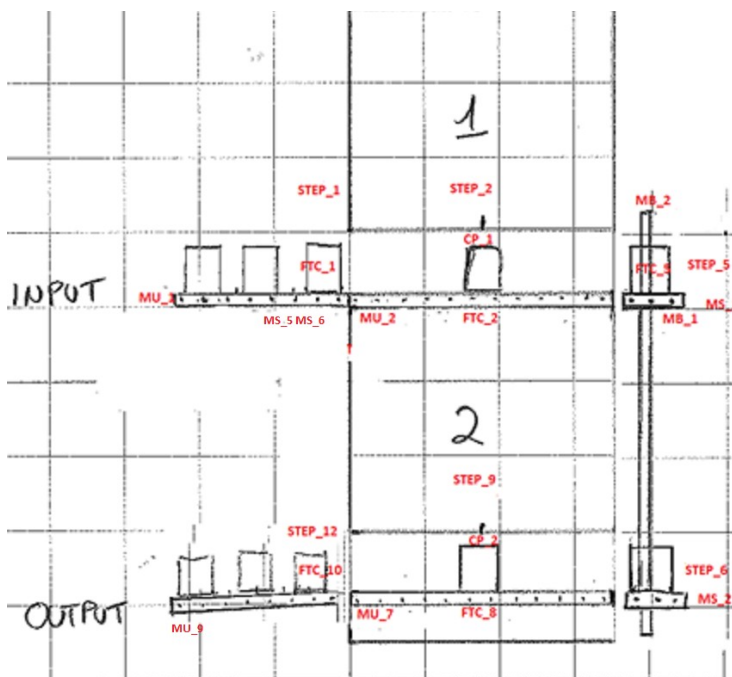 1
STEP_1
STEP_2
MB_2
CP_1
FTC_1
FTC_5
STEP_5
INPUT
MU_2
FTC_2
MS_5 MS_6
MB_1
2
STEP_9
STEP_12
CP_2
FTC_10
STEP_6
MS_2
OUTPUT
MU_7
FTC_8
MU_9